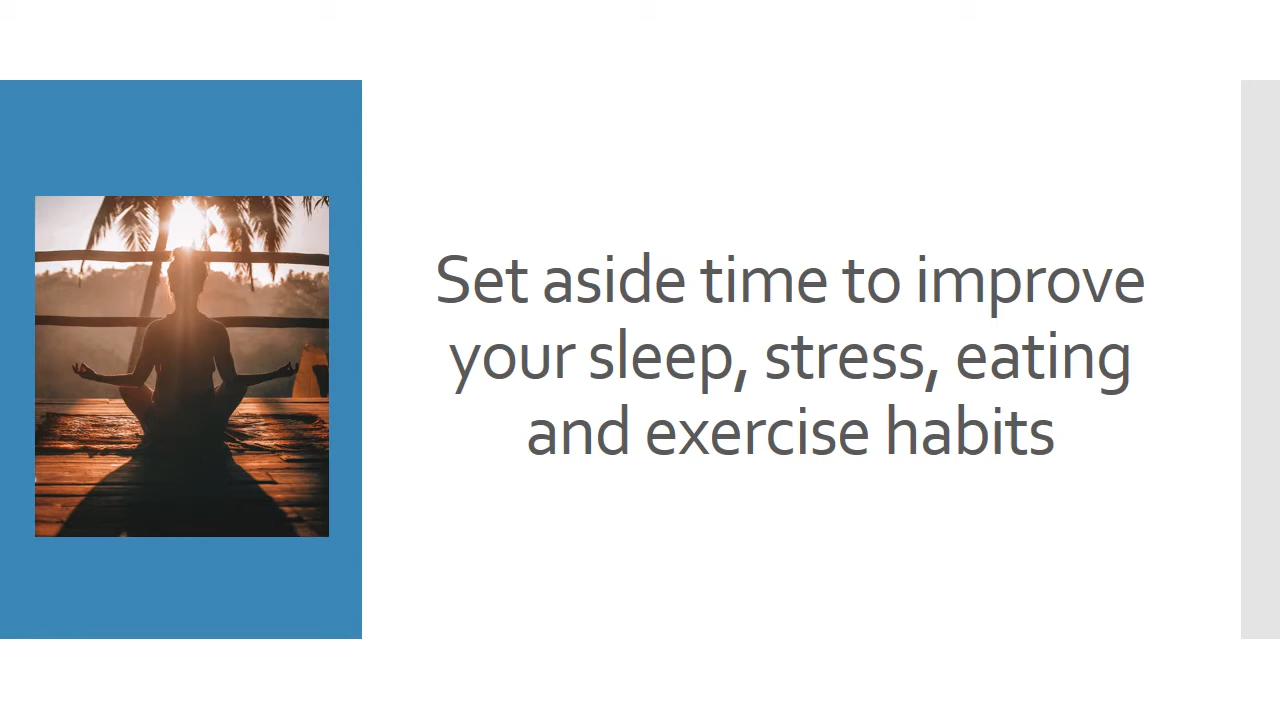 Set aside time to improve
your sleep, stress, eating
and exercise habits